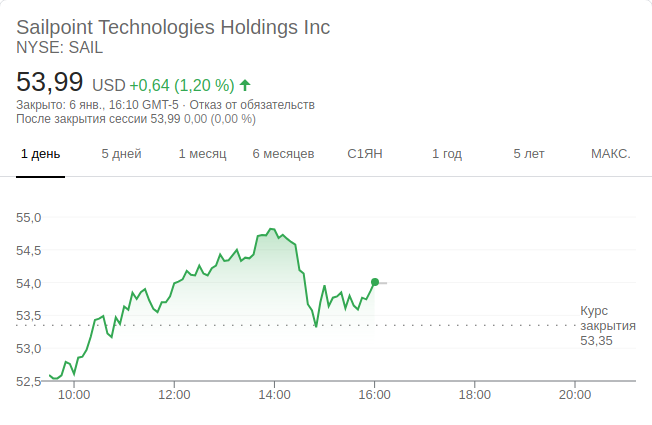 Sailpoint Technologies Holdings Inc
NYSE: SAIL
53,99 USD +0,64 (1,20 %)
Закрыто: 6 янв., 16:10 GMT-5 · Отказ от обязательств
После закрытия сессии 53,99 0,00 (0,00 %)
1 день 5 дней 1 месяц 6 месяцев С1ЯН 1 год 5 лет МАКС.
55,0
54,5
54,0
53,5
53,0
52,5
Курс
закрытия
53,35
10:00 12:00 14:00 16:00 18:00 20:00